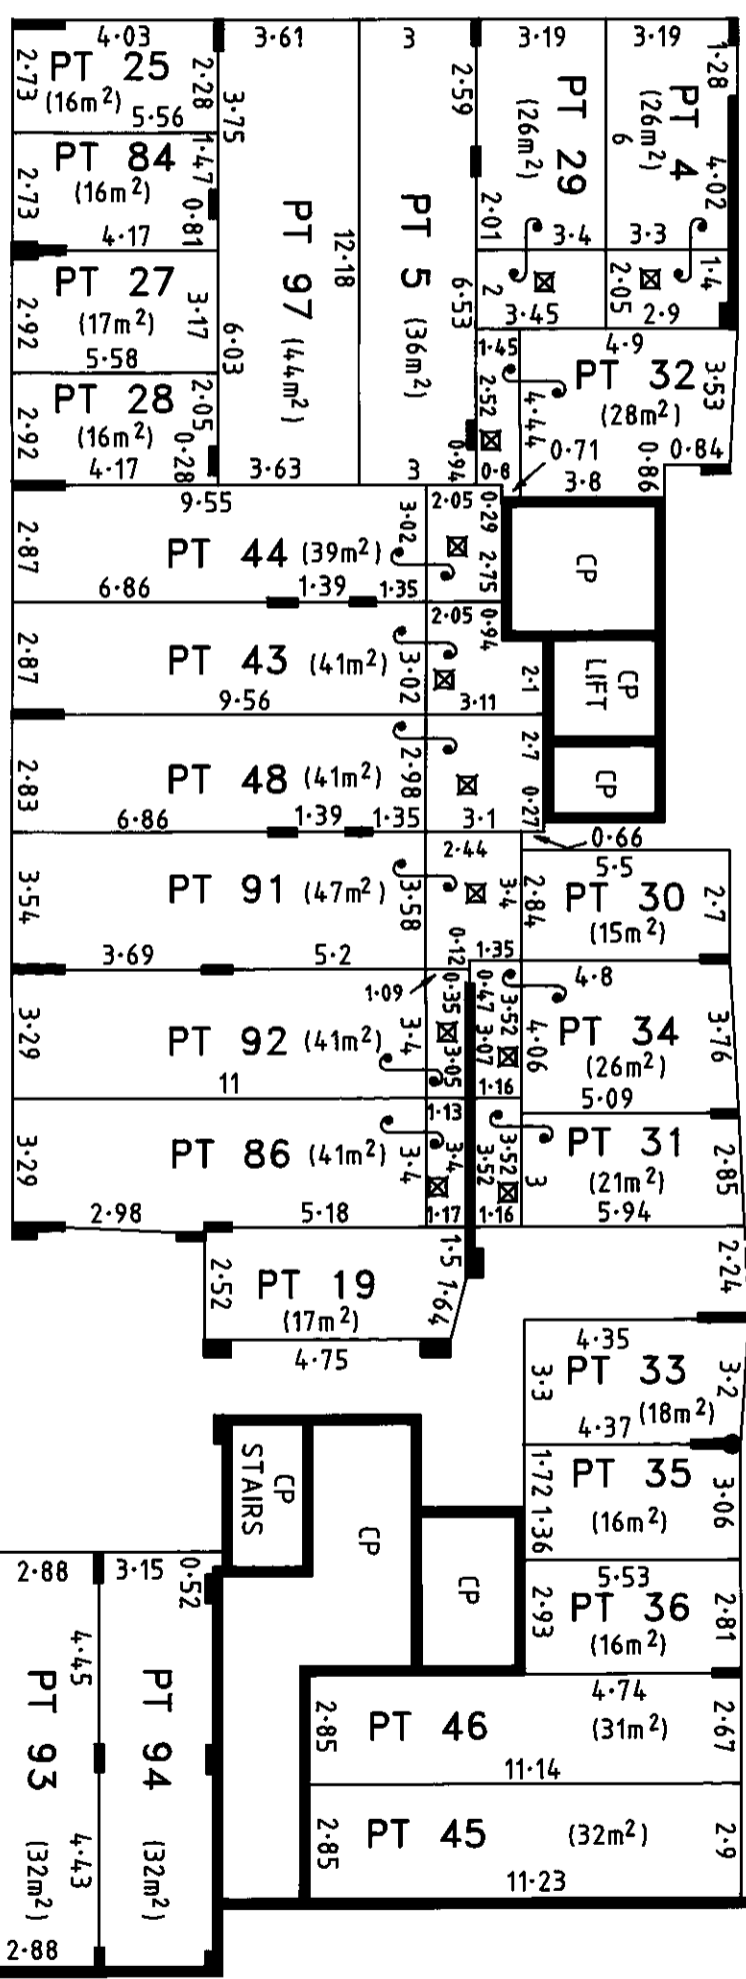 4·03
3·61
3
3·19
3·19
1·28
2·73
PT 25
(16m²)
5·56
2·28
3·75
2·59
PT 29
(26m²)
PT 4
(26m²)
6
4·02
2·73
PT 84
(16m²)
1·47
0·81
4·17
PT 97 (44m²)
12·18
PT 5 (36m²)
2·01
3·4
3·3
1·4
2·92
PT 27
(17m²)
3·17
5·58
6·03
6·53
2
3·45
2·05
2·9
4·9
1·45
2·92
PT 28
(16m²)
2·05
0·28
4·17
3·63
3
0·94
2·52
0·8
4·44
PT 32
(28m²)
3·53
0·71
3·8
0·86
0·84
9·55
2·87
PT 44 (39m²)
3·02
2·05
0·29
2·75
6·86
1·39
1·35
CP
2·87
PT 43 (41m²)
3·02
2·05
0·94
2·1
9·56
3·11
CP
LIFT
2·83
PT 48 (41m²)
2·98
2·7
0·27
6·86
1·39
1·35
3·1
CP
0·66
3·54
PT 91 (47m²)
3·58
2·44
3·4
2·84
5·5
PT 30
(15m²)
2·7
3·69
5·2
0·12
1·35
1·09
3·29
PT 92 (41m²)
3·4
0·35
3·05
0·47
3·07
3·52
4·06
4·8
PT 34
(26m²)
3·76
11
1·16
5·09
3·29
PT 86 (41m²)
3·4
1·13
3·4
1·17
3·52
3·52
1·16
3
PT 31
(21m²)
2·85
5·94
2·98
5·18
2·52
PT 19
(17m²)
1·5
1·64
4·75
2·24
4·35
3·3
PT 33
(18m²)
3·2
4·37
CP
STAIRS
CP
CP
1·72
1·36
PT 35
(16m²)
3·06
5·53
2·93
PT 36
(16m²)
2·81
2·88
3·15
0·52
4·45
4·43
PT 93 (32m²)
PT 94 (32m²)
2·88
4·74
2·85
PT 46 (31m²)
2·67
11·14
2·85
PT 45 (32m²)
2·9
11·23